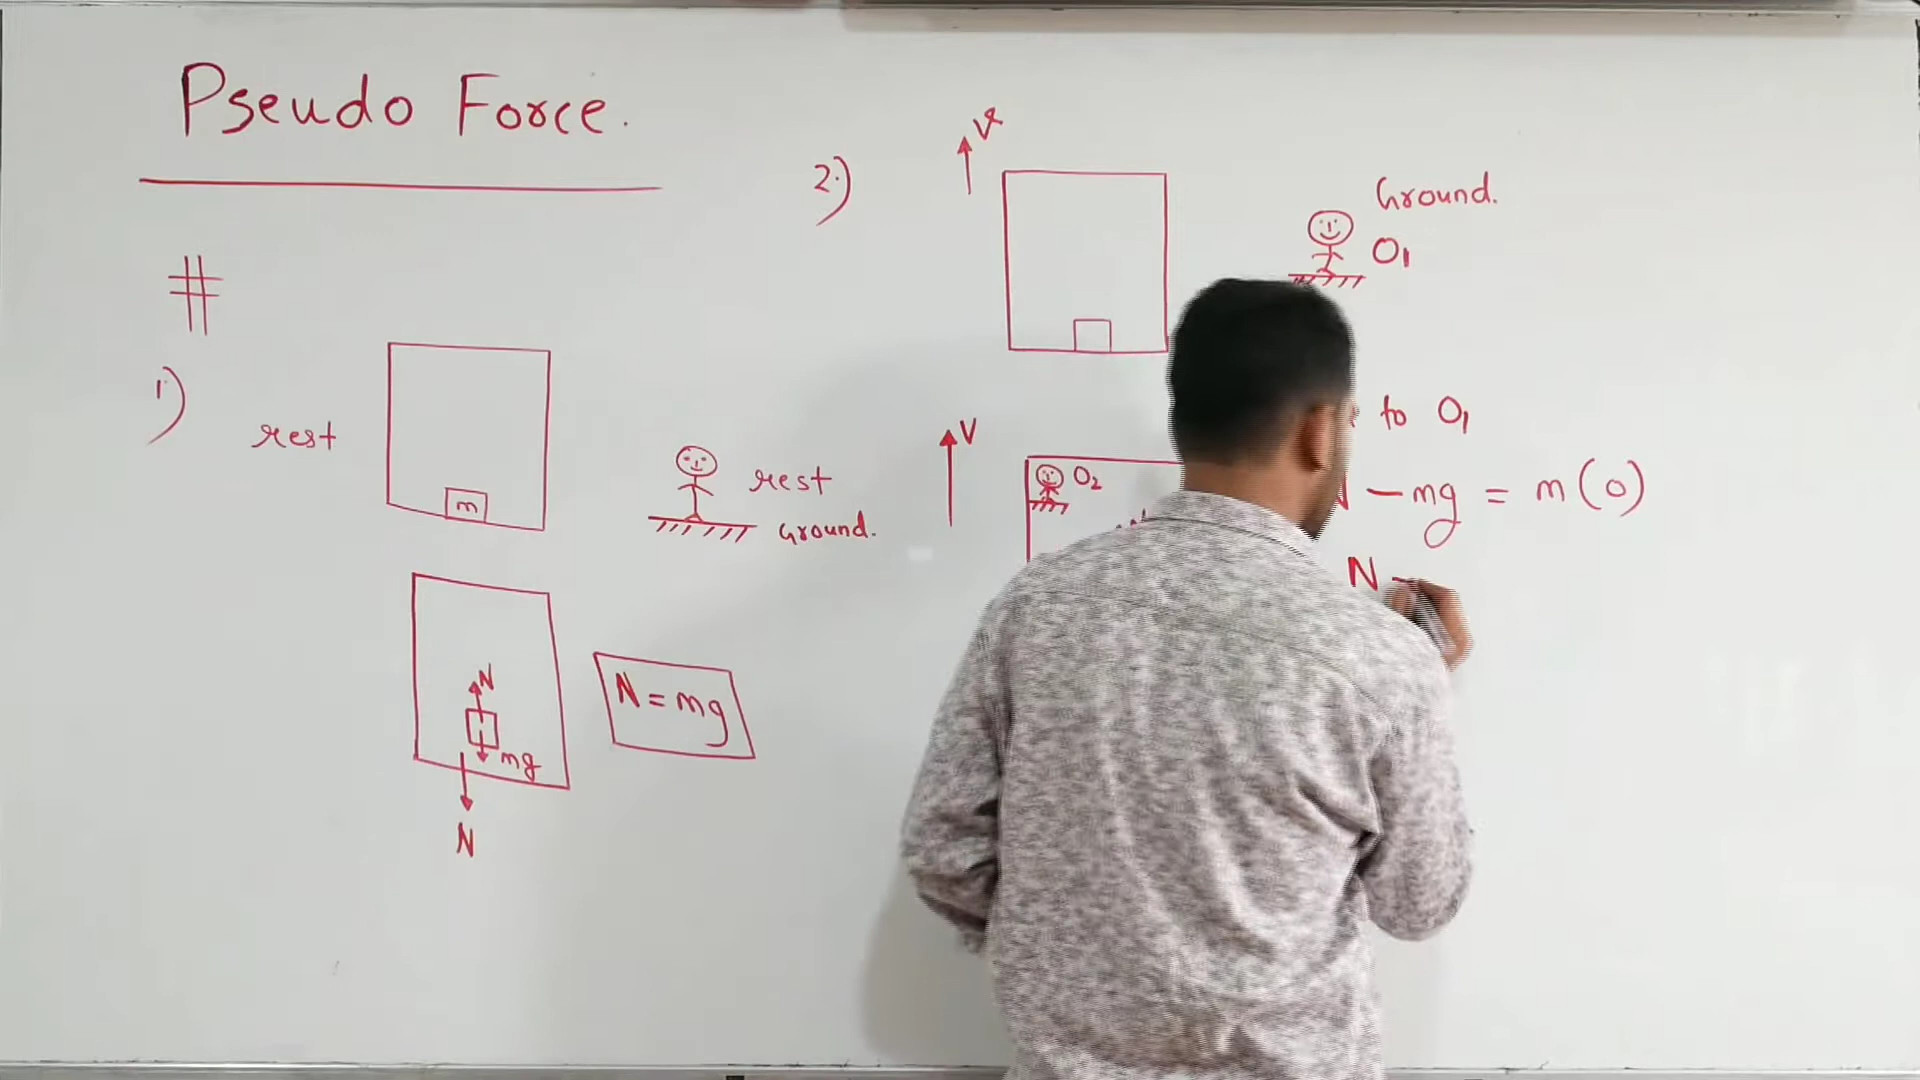 Pseudo Force.
#
1)
rest
m
rest
Ground.
N
mg
N
N = mg
2)
V
Ground.
O₁
V
O₂
to O₁
N - mg = m(0)
N -